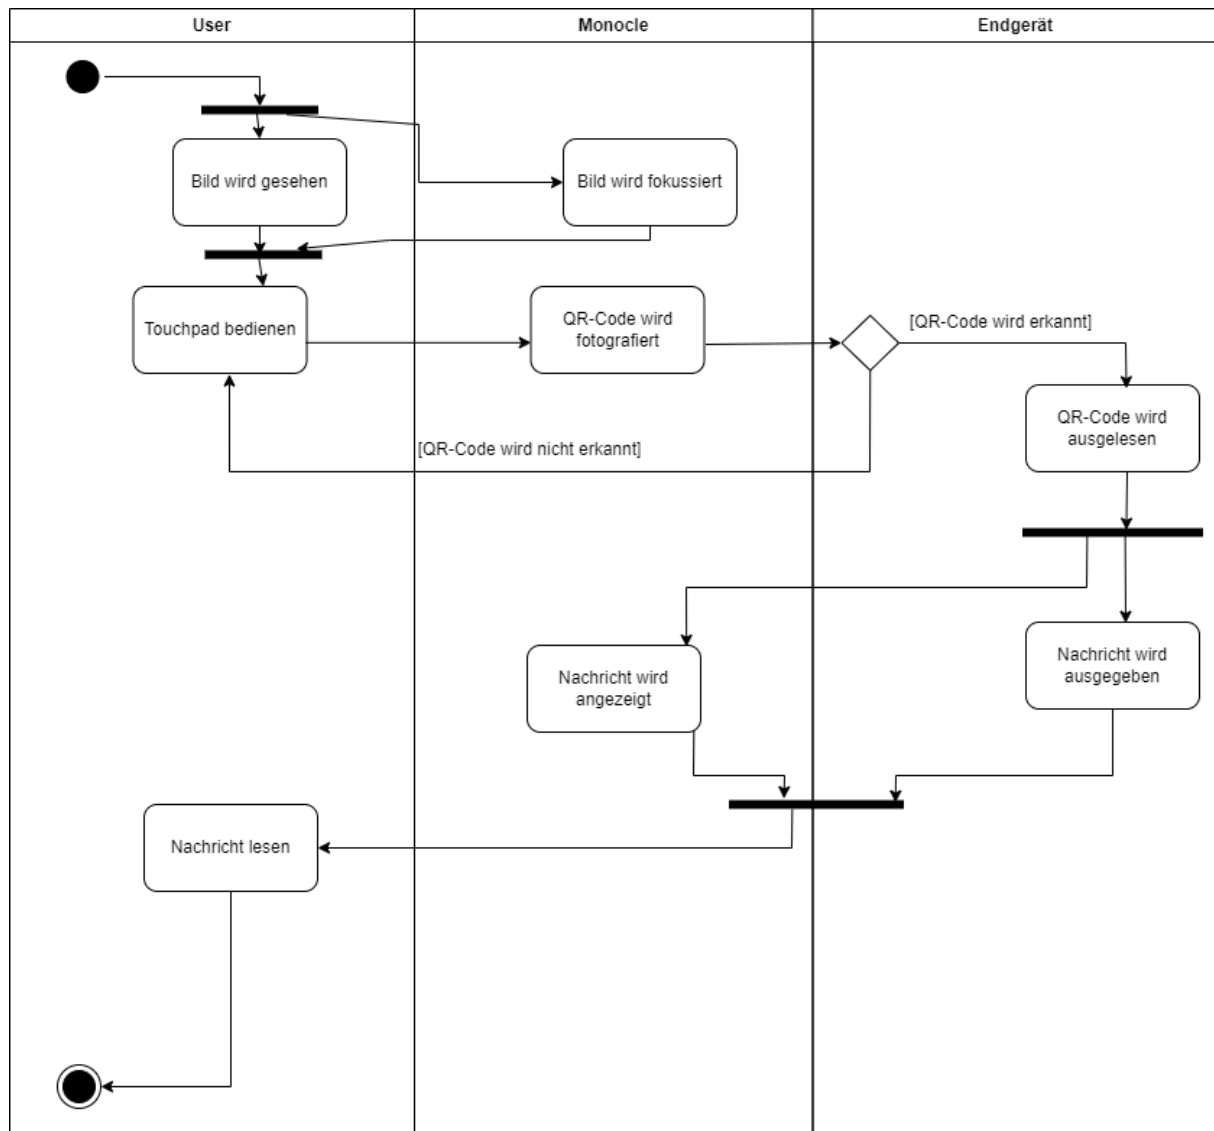 User
Monocle
Endgerät
Bild wird gesehen
Bild wird fokussiert
Touchpad bedienen
QR-Code wird
fotografiert
[QR-Code wird erkannt]
QR-Code wird
ausgelesen
[QR-Code wird nicht erkannt]
Nachricht wird
angezeigt
Nachricht wird
ausgegeben
Nachricht lesen